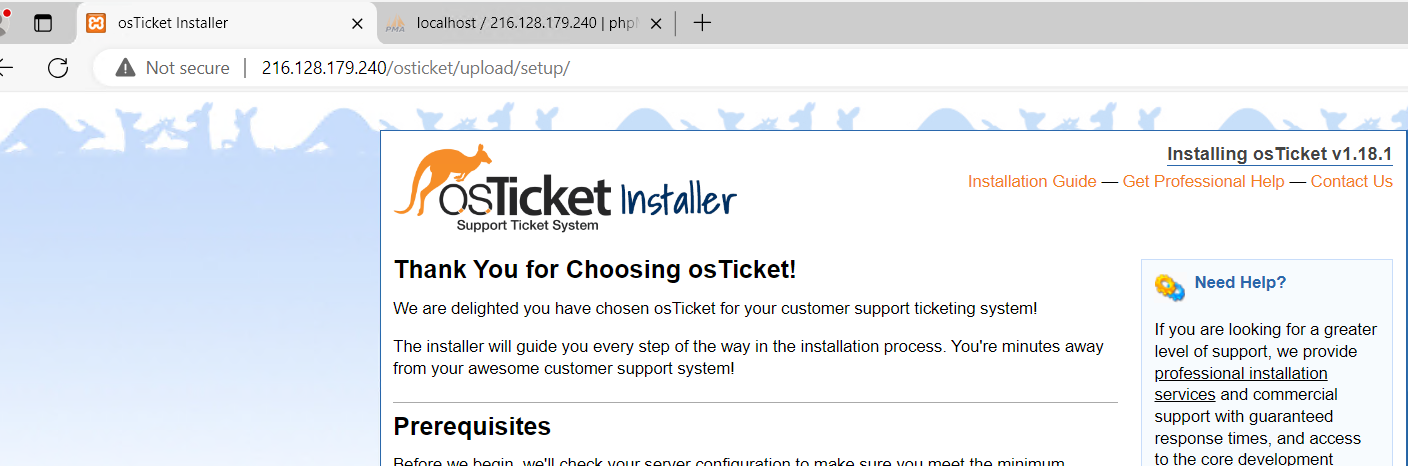 osTicket Installer
localhost / 216.128.179.240 | php
PMA
Not secure | 216.128.179.240/osticket/upload/setup/
osTicket Installer
Support Ticket System
Installing osTicket v1.18.1
Installation Guide — Get Professional Help — Contact Us
Thank You for Choosing osTicket!
We are delighted you have chosen osTicket for your customer support ticketing system!
The installer will guide you every step of the way in the installation process. You're minutes away
from your awesome customer support system!
Prerequisites
Before we begin, we'll check your server configuration to make sure you meet the minimum
Need Help?
If you are looking for a greater
level of support, we provide
professional installation
services and commercial
support with guaranteed
response times, and access
to the core development